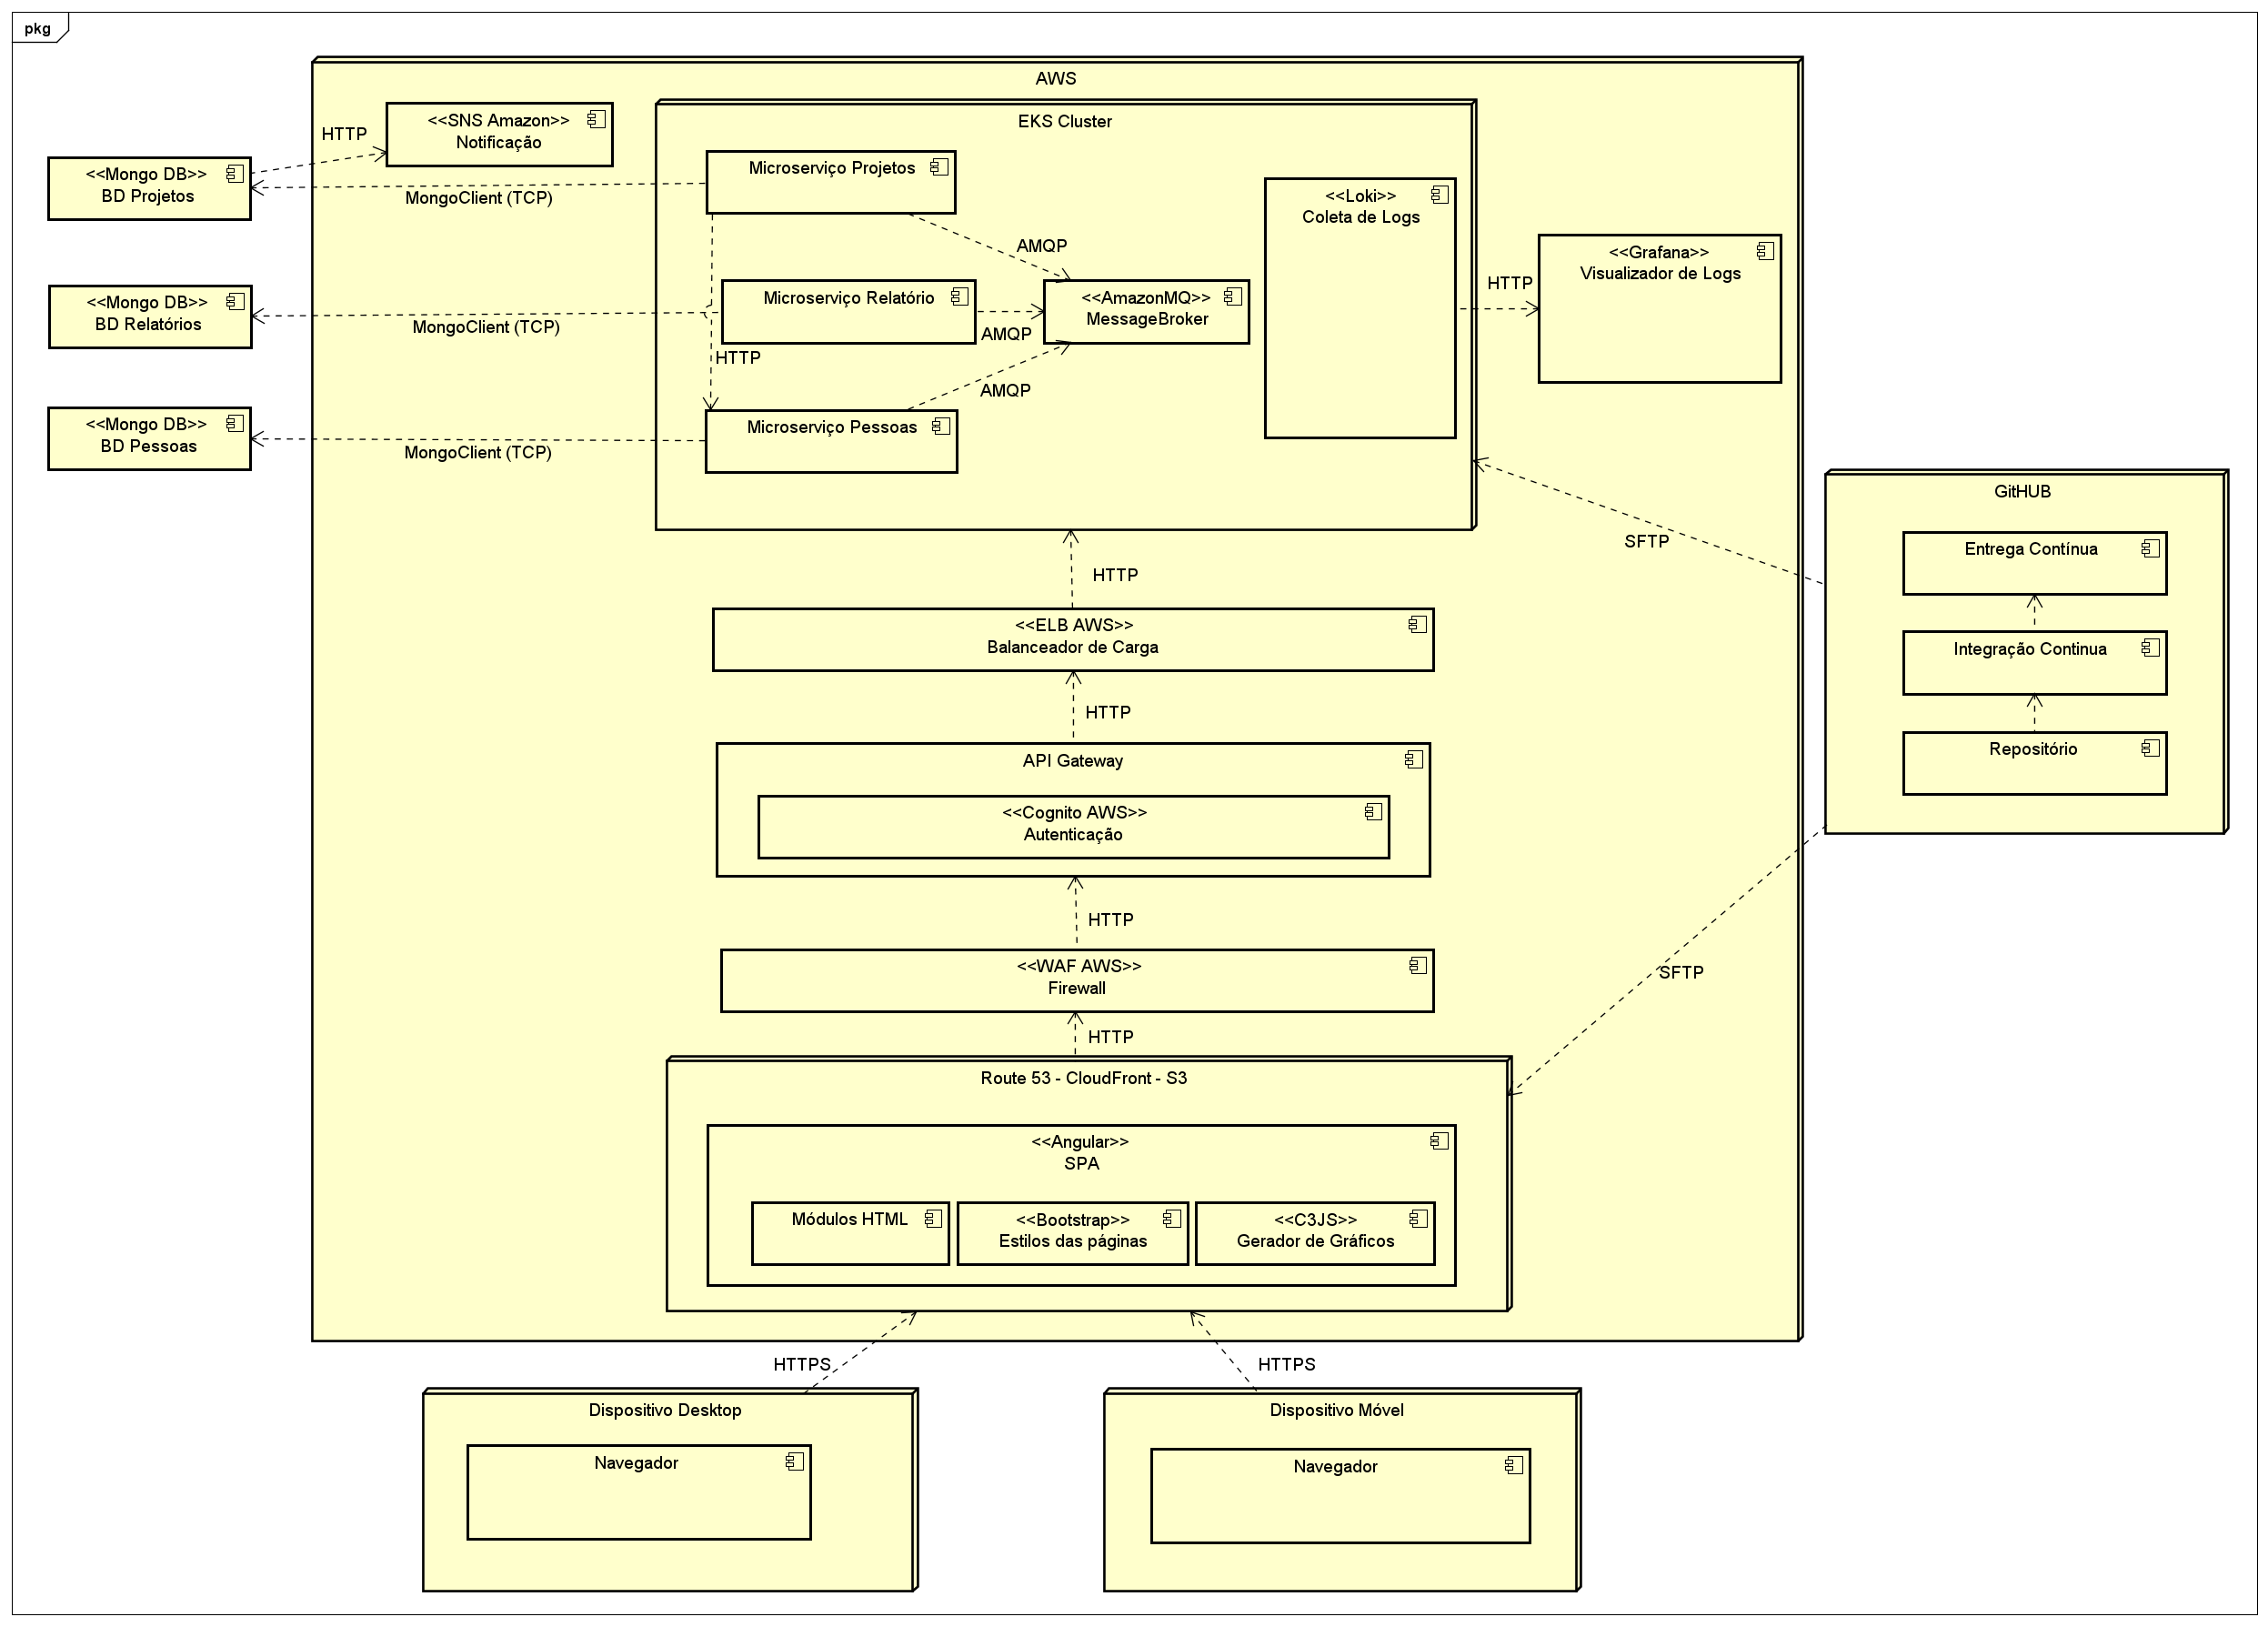 pkg
AWS
<<SNS Amazon>>
Notificação
HTTP
<<Mongo DB>>
BD Projetos
MongoClient (TCP)
EKS Cluster
Microserviço Projetos
AMQP
<<Loki>>
Coleta de Logs
HTTP
<<Grafana>>
Visualizador de Logs
<<Mongo DB>>
BD Relatórios
MongoClient (TCP)
Microserviço Relatório
AMQP
<<AmazonMQ>>
MessageBroker
HTTP
AMQP
<<Mongo DB>>
BD Pessoas
MongoClient (TCP)
Microserviço Pessoas
GitHUB
SFTP
Entrega Contínua
Integração Continua
Repositório
HTTP
<<ELB AWS>>
Balanceador de Carga
HTTP
API Gateway
<<Cognito AWS>>
Autenticação
HTTP
<<WAF AWS>>
Firewall
SFTP
HTTP
Route 53 - CloudFront - S3
<<Angular>>
SPA
Módulos HTML
<<Bootstrap>>
Estilos das páginas
<<C3JS>>
Gerador de Gráficos
HTTPS
HTTPS
Dispositivo Desktop
Navegador
Dispositivo Móvel
Navegador